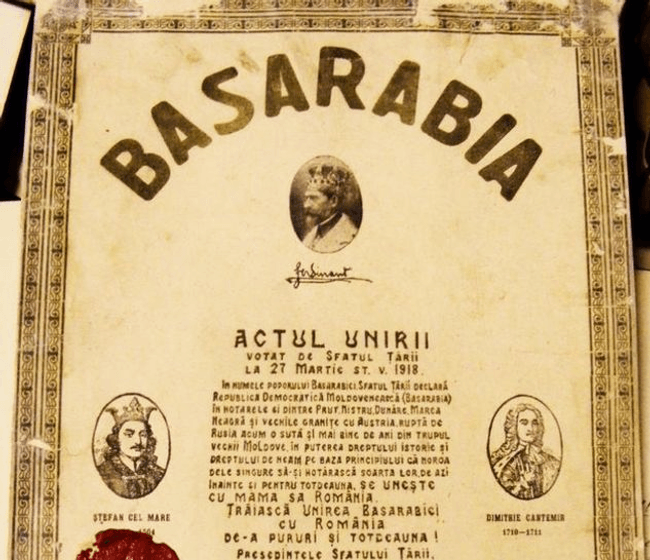 BASARABIA
Ferdinand
ACTUL UNIRII
VOTAT DE SFATUL ȚĂRII
LA 27 MARTIE ST. V. 1918.
ÎN NUMELE POPORULUI BASARABIEI, SFATUL ȚĂRII DECLARĂ
REPUBLICA DEMOCRATICĂ MOLDOVENEASCĂ (BASARABIA)
ÎN HOTARELE EI DINTRE PRUT, NISTRU, DUNĂRE, MAREA
NEAGRĂ ȘI VECHILE GRANIȚE CU AUSTRIA, RUPTĂ DE
RUSIA ACUM O SUTĂ ȘI MAI BINE DE ANI DIN TRUPUL
VECHII MOLDOVE, ÎN PUTEREA DREPTULUI ISTORIC ȘI
DREPTULUI DE NEAM, PE BAZA PRINCIPIULUI CĂ NOROA
DELE SINGURE SĂ-ȘI HOTĂRASCĂ SOARTA LOR, DE AZI
ÎNAINTE ȘI PENTRU TOTDEAUNA, SE UNEȘTE
CU MAMA SA ROMÂNIA.
TRĂIASCĂ UNIREA BASARABIEI
CU ROMÂNIA
DE-A PURURI ȘI TOTDEAUNA!
PREȘEDINTELE SFATULUI ȚĂRII,
ȘTEFAN CEL MARE
DIMITRIE CANTEMIR
1710–1711